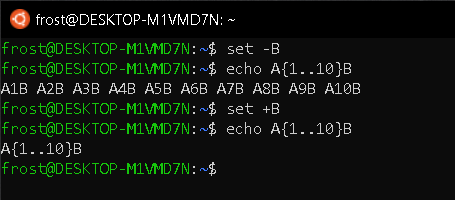 frost@DESKTOP-M1VMD7N: ~
frost@DESKTOP-M1VMD7N:~$ set -B
frost@DESKTOP-M1VMD7N:~$ echo A{1..10}B
A1B A2B A3B A4B A5B A6B A7B A8B A9B A10B
frost@DESKTOP-M1VMD7N:~$ set +B
frost@DESKTOP-M1VMD7N:~$ echo A{1..10}B
A{1..10}B
frost@DESKTOP-M1VMD7N:~$